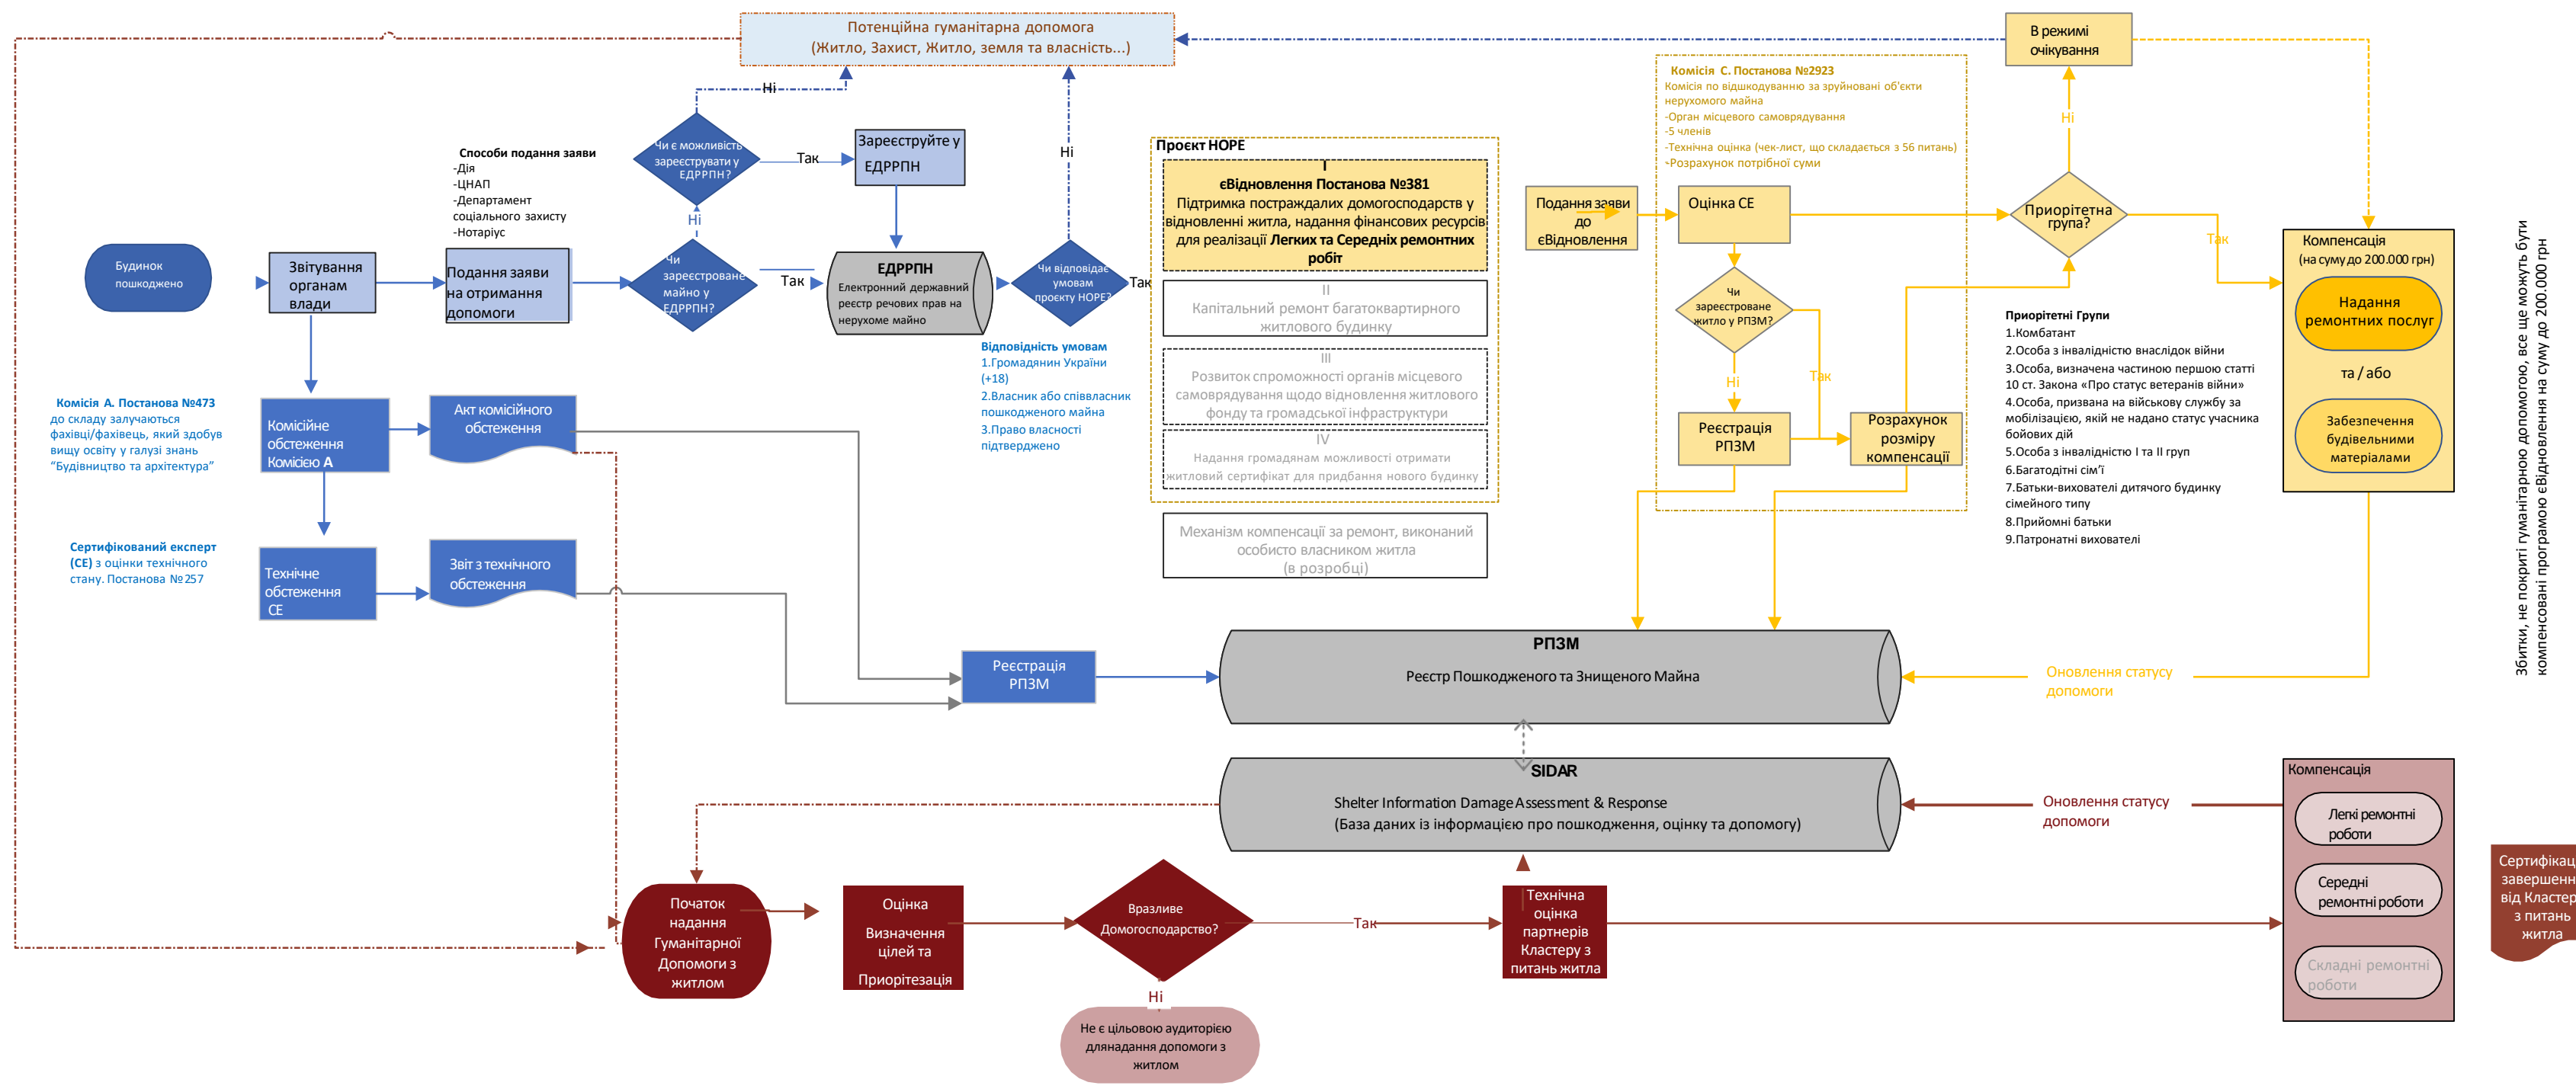 Потенційна гуманітарна допомога
(Житло, Захист, Житло, земля та власність...)
В режимі
очікування
Ні
Ні
Ні
Чи є можливість
зареєструвати у
ЕДРРПН?
Так
Зареєструйте у
ЕДРРПН
Способи подання заяви
-Дія
-ЦНАП
-Департамент
соціального захисту
-Нотаріус
Ні
Будинок
пошкоджено
Звітування
органам
влади
Подання заяви
на отримання
допомоги
Чи
зареєстроване
майно у
ЕДРРПН?
Так
ЕДРРПН
Електронний державний
реєстр речових прав на
нерухоме майно
Чи відповідає
умовам
проєкту HOPE?
Так
Відповідність умовам
1.Громадянин України
(+18)
2.Власник або співвласник
пошкодженого майна
3.Право власності
підтверджено
Проєкт HOPE
I
єВідновлення Постанова №381
Підтримка постраждалих домогосподарств у
відновленні житла, надання фінансових ресурсів
для реалізації Легких та Середніх ремонтних
робіт
II
Капітальний ремонт багатоквартирного
житлового будинку
III
Розвиток спроможності органів місцевого
самоврядування щодо відновлення житлового
фонду та громадської інфраструктури
IV
Надання громадянам можливості отримати
житловий сертифікат для придбання нового будинку
Механізм компенсації за ремонт, виконаний
особисто власником житла
(в розробці)
Комісія С. Постанова №2923
Комісія по відшкодуванню за зруйновані об'єкти
нерухомого майна
-Орган місцевого самоврядування
-5 членів
-Технічна оцінка (чек-лист, що складається з 56 питань)
-Розрахунок потрібної суми
Подання заяви
до
єВідновлення
Оцінка СЕ
Чи
зареєстроване
житло у РПЗМ?
Ні
Так
Реєстрація
РПЗМ
Розрахунок
розміру
компенсації
Приорітетна
група?
Так
Приорітетні Групи
1.Комбатант
2.Особа з інвалідністю внаслідок війни
3.Особа, визначена частиною першою статті
10 ст. Закона «Про статус ветеранів війни»
4.Особа, призвана на військову службу за
мобілізацією, якій не надано статус учасника
бойових дій
5.Особа з інвалідністю I та II груп
6.Багатодітні сім’ї
7.Батьки-вихователі дитячого будинку
сімейного типу
8.Прийомні батьки
9.Патронатні вихователі
Компенсація
(на суму до 200.000 грн)
Надання
ремонтних послуг
та / або
Забезпечення
будівельними
матеріалами
Збитки, не покриті гуманітарною допомогою, все ще можуть бути
компенсовані програмою єВідновлення на суму до 200.000 грн
Комісія А. Постанова №473
до складу залучаються
фахівці/фахівець, який здобув
вищу освіту у галузі знань
“Будівництво та архітектура”
Комісійне
обстеження
Комісією А
Акт комісійного
обстеження
Сертифікований експерт
(СЕ) з оцінки технічного
стану. Постанова №257
Технічне
обстеження
СЕ
Звіт з технічного
обстеження
Реєстрація
РПЗМ
РПЗМ
Реєстр Пошкодженого та Знищеного Майна
Оновлення статусу
допомоги
SIDAR
Shelter Information Damage Assessment & Response
(База даних із інформацією про пошкодження, оцінку та допомогу)
Оновлення статусу
допомоги
Компенсація
Легкі ремонтні
роботи
Середні
ремонтні роботи
Складні ремонтні
роботи
Початок
надання
Гуманітарної
Допомоги з
житлом
Оцінка
Визначення
цілей та
Приорітезація
Вразливе
Домогосподарство?
Так
Ні
Не є цільовою аудиторією
длянадання допомоги з
житлом
Технічна
оцінка
партнерів
Кластеру з
питань житла
Сертифікац
завершенн
від Кластер
з питань
житла